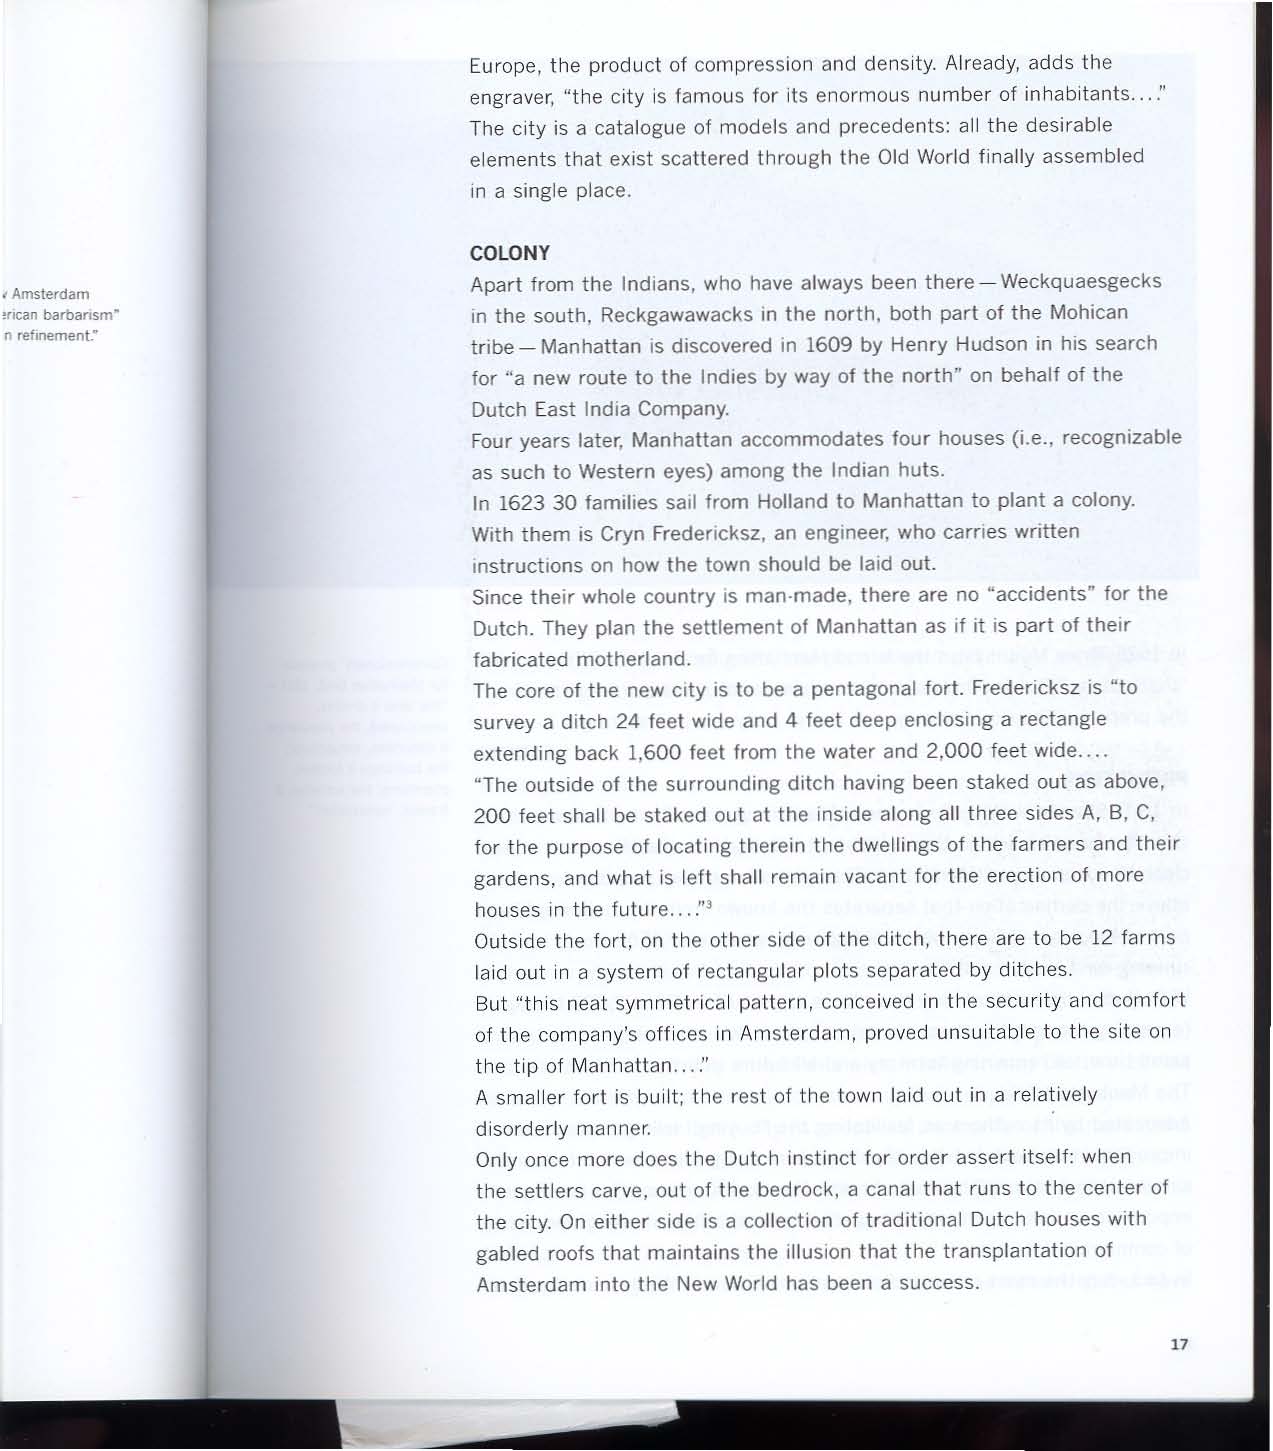 Amsterdam
barbarism"
refinement."
Europe, the product of compression and density. Already, adds the
engraver, "the city is famous for its enormous number of inhabitants...."
The city is a catalogue of models and precedents: all the desirable
elements that exist scattered through the Old World finally assembled
in a single place.
COLONY
Apart from the Indians, who have always been there — Weckquaesgecks
in the south, Reckgawawacks in the north, both part of the Mohican
tribe — Manhattan is discovered in 1609 by Henry Hudson in his search
for "a new route to the Indies by way of the north" on behalf of the
Dutch East India Company.
Four years later, Manhattan accommodates four houses (i.e., recognizable
as such to Western eyes) among the Indian huts.
In 1623 30 families sail from Holland to Manhattan to plant a colony.
With them is Cryn Fredericksz, an engineer, who carries written
instructions on how the town should be laid out.
Since their whole country is man-made, there are no "accidents" for the
Dutch. They plan the settlement of Manhattan as if it is part of their
fabricated motherland.
The core of the new city is to be a pentagonal fort. Fredericksz is "to
survey a ditch 24 feet wide and 4 feet deep enclosing a rectangle
extending back 1,600 feet from the water and 2,000 feet wide....
"The outside of the surrounding ditch having been staked out as above,
200 feet shall be staked out at the inside along all three sides A, B, C,
for the purpose of locating therein the dwellings of the farmers and their
gardens, and what is left shall remain vacant for the erection of more
houses in the future...."3
Outside the fort, on the other side of the ditch, there are to be 12 farms
laid out in a system of rectangular plots separated by ditches.
But "this neat symmetrical pattern, conceived in the security and comfort
of the company's offices in Amsterdam, proved unsuitable to the site on
the tip of Manhattan...."
A smaller fort is built; the rest of the town laid out in a relatively
disorderly manner.
Only once more does the Dutch instinct for order assert itself: when
the settlers carve, out of the bedrock, a canal that runs to the center of
the city. On either side is a collection of traditional Dutch houses with
gabled roofs that maintains the illusion that the transplantation of
Amsterdam into the New World has been a success.
17